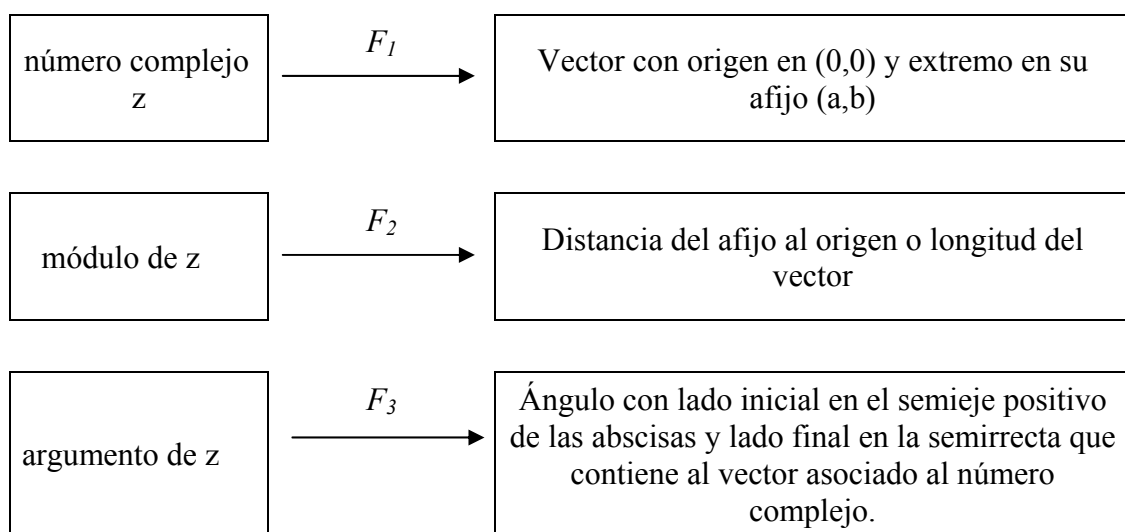 número complejo
z
F1
Vector con origen en (0,0) y extremo en su
afijo (a,b)
módulo de z
F2
Distancia del afijo al origen o longitud del
vector
argumento de z
F3
Ángulo con lado inicial en el semieje positivo
de las abscisas y lado final en la semirrecta que
contiene al vector asociado al número
complejo.